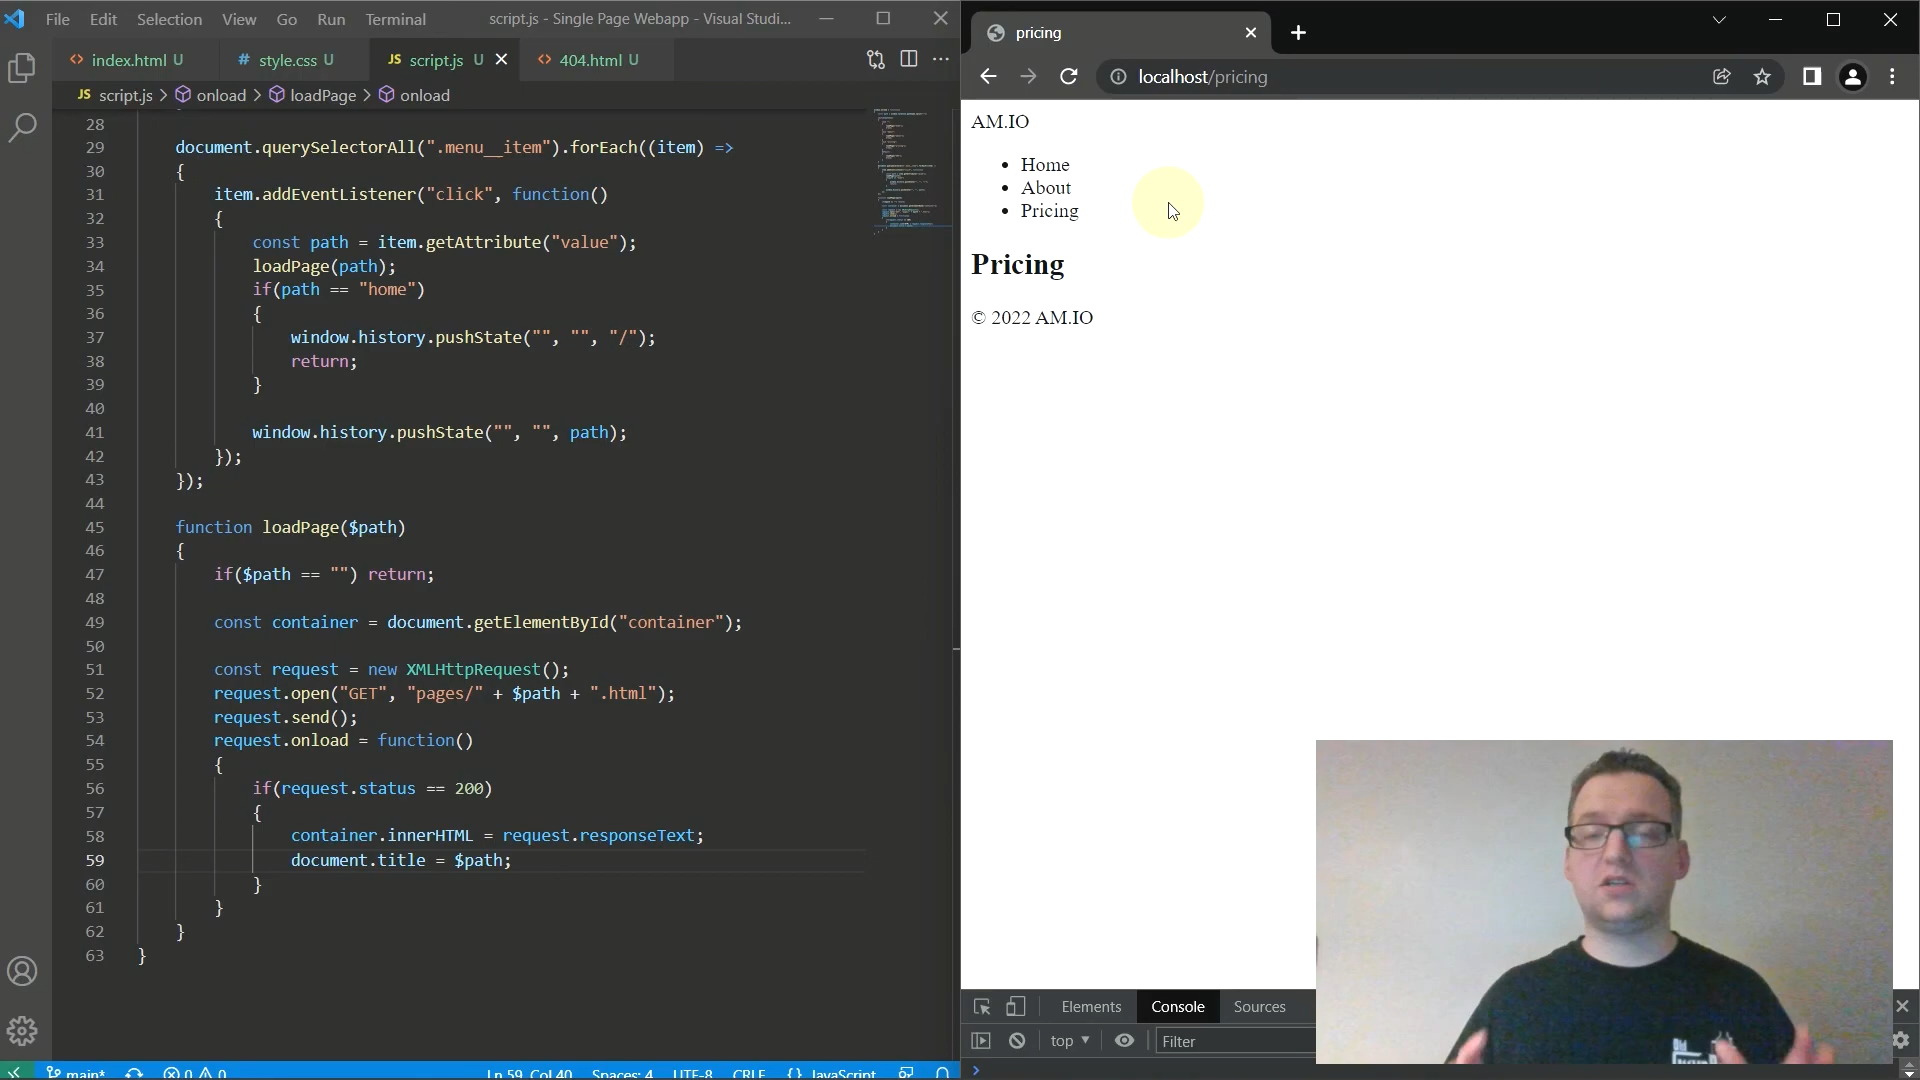 File Edit Selection View Go Run Terminal script.js - Single Page Webapp - Visual Studi...
index.html U style.css U JS script.js U 404.html U
JS script.js > onload > loadPage > onload
28
29 document.querySelectorAll(".menu__item").forEach((item) =>
30 {
31 item.addEventListener("click", function()
32 {
33 const path = item.getAttribute("value");
34 loadPage(path);
35 if(path == "home")
36 {
37 window.history.pushState("", "", "/");
38 return;
39 }
40
41 window.history.pushState("", "", path);
42 });
43 });
44
45 function loadPage($path)
46 {
47 if($path == "") return;
48
49 const container = document.getElementById("container");
50
51 const request = new XMLHttpRequest();
52 request.open("GET", "pages/" + $path + ".html");
53 request.send();
54 request.onload = function()
55 {
56 if(request.status == 200)
57 {
58 container.innerHTML = request.responseText;
59 document.title = $path;
60 }
61 }
62 }
63 }
main* 0 0 Ln 59, Col 40 Spaces: 4 UTF-8 CRLF {} JavaScript
pricing
localhost/pricing
AM.IO
• Home
• About
• Pricing
Pricing
© 2022 AM.IO
Elements Console Sources
top Filter